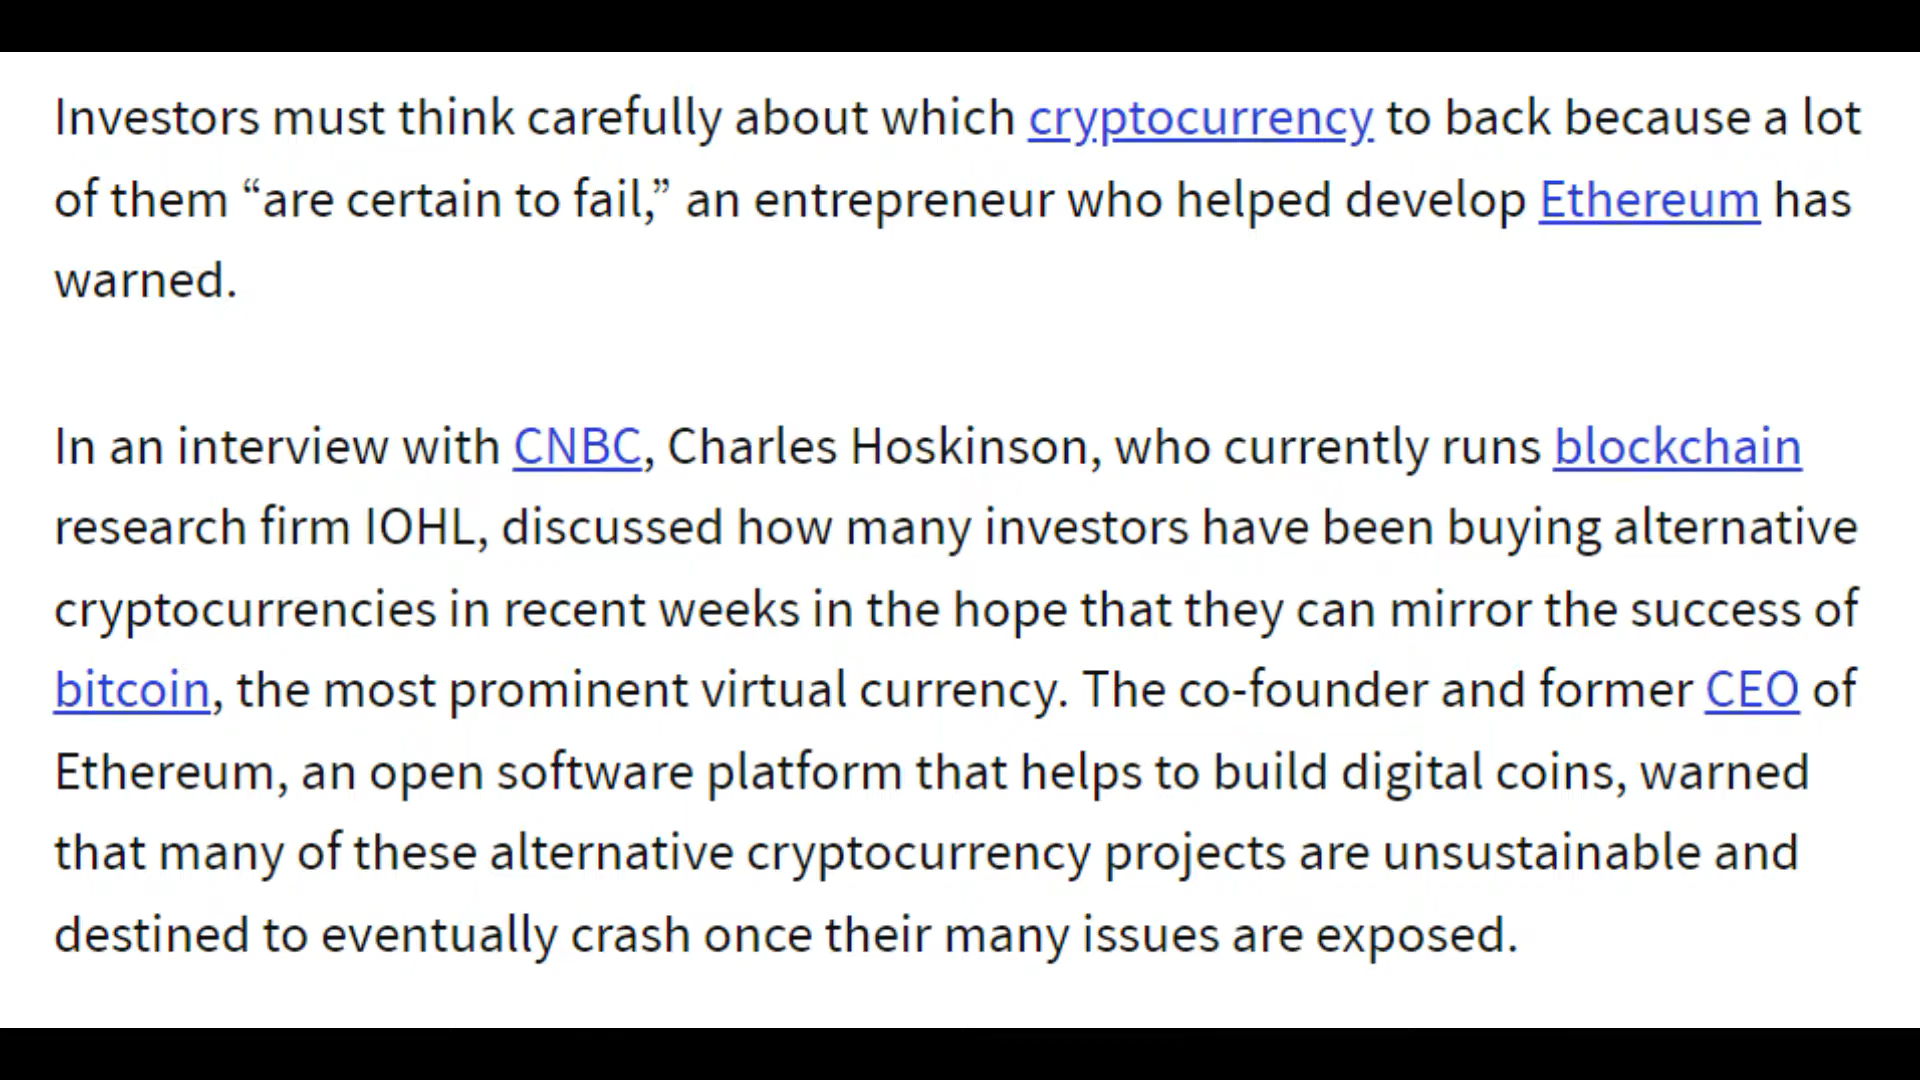 Investors must think carefully about which cryptocurrency to back because a lot
of them “are certain to fail,” an entrepreneur who helped develop Ethereum has
warned.
In an interview with CNBC, Charles Hoskinson, who currently runs blockchain
research firm IOHL, discussed how many investors have been buying alternative
cryptocurrencies in recent weeks in the hope that they can mirror the success of
bitcoin, the most prominent virtual currency. The co-founder and former CEO of
Ethereum, an open software platform that helps to build digital coins, warned
that many of these alternative cryptocurrency projects are unsustainable and
destined to eventually crash once their many issues are exposed.